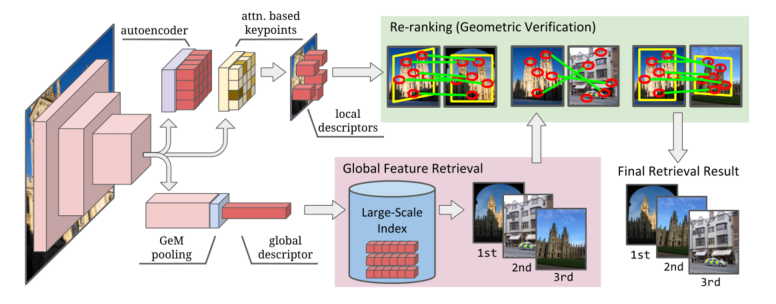 autoencoder
attn. based
keypoints
local
descriptors
Re-ranking (Geometric Verification)
GeM
pooling
global
descriptor
Global Feature Retrieval
Large-Scale
Index
1st
2nd
3rd
Final Retrieval Result
1st
2nd
3rd